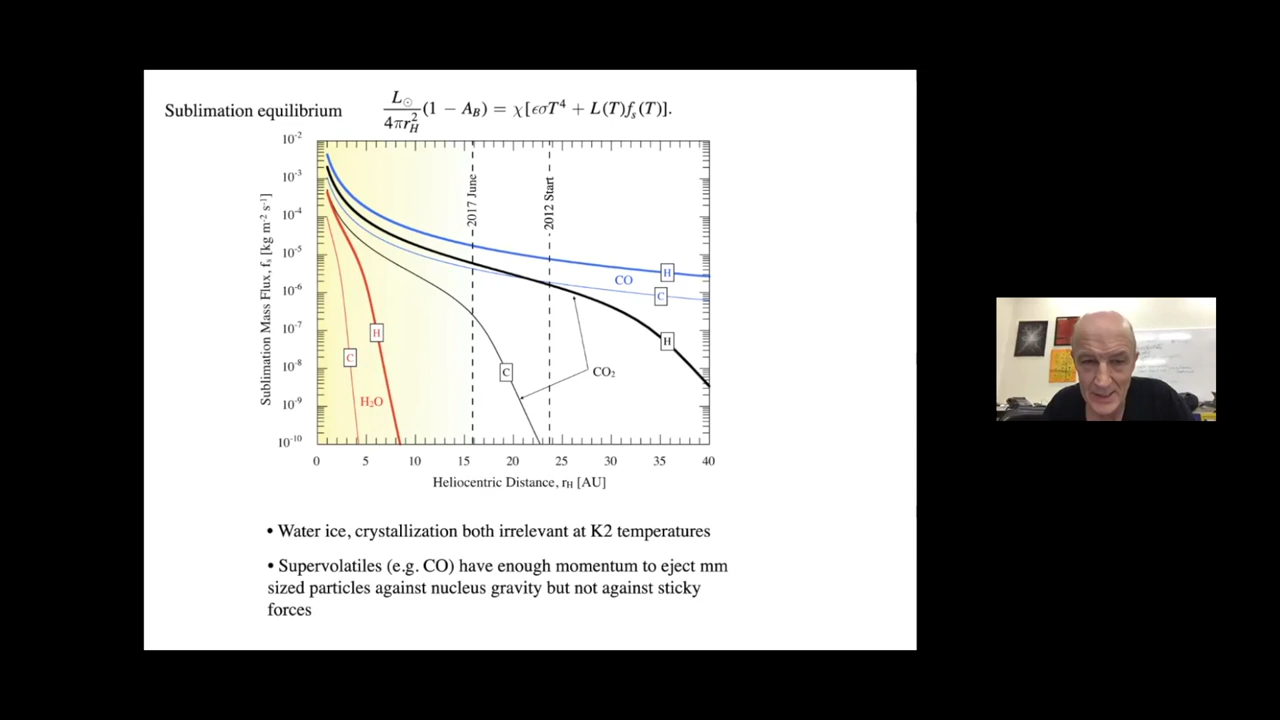 Sublimation equilibrium
L☉/4πr_H² (1 − A_B) = χ[εσT⁴ + L(T)f_s(T)].
Sublimation Mass Flux, fₛ [kg m⁻² s⁻¹]
10⁻²
10⁻³
10⁻⁴
10⁻⁵
10⁻⁶
10⁻⁷
10⁻⁸
10⁻⁹
10⁻¹⁰
2017 June
2012 Start
H
CO
C
H
H
C
C
CO₂
H₂O
0 5 10 15 20 25 30 35 40
Heliocentric Distance, r_H [AU]
• Water ice, crystallization both irrelevant at K2 temperatures
• Supervolatiles (e.g. CO) have enough momentum to eject mm
sized particles against nucleus gravity but not against sticky
forces